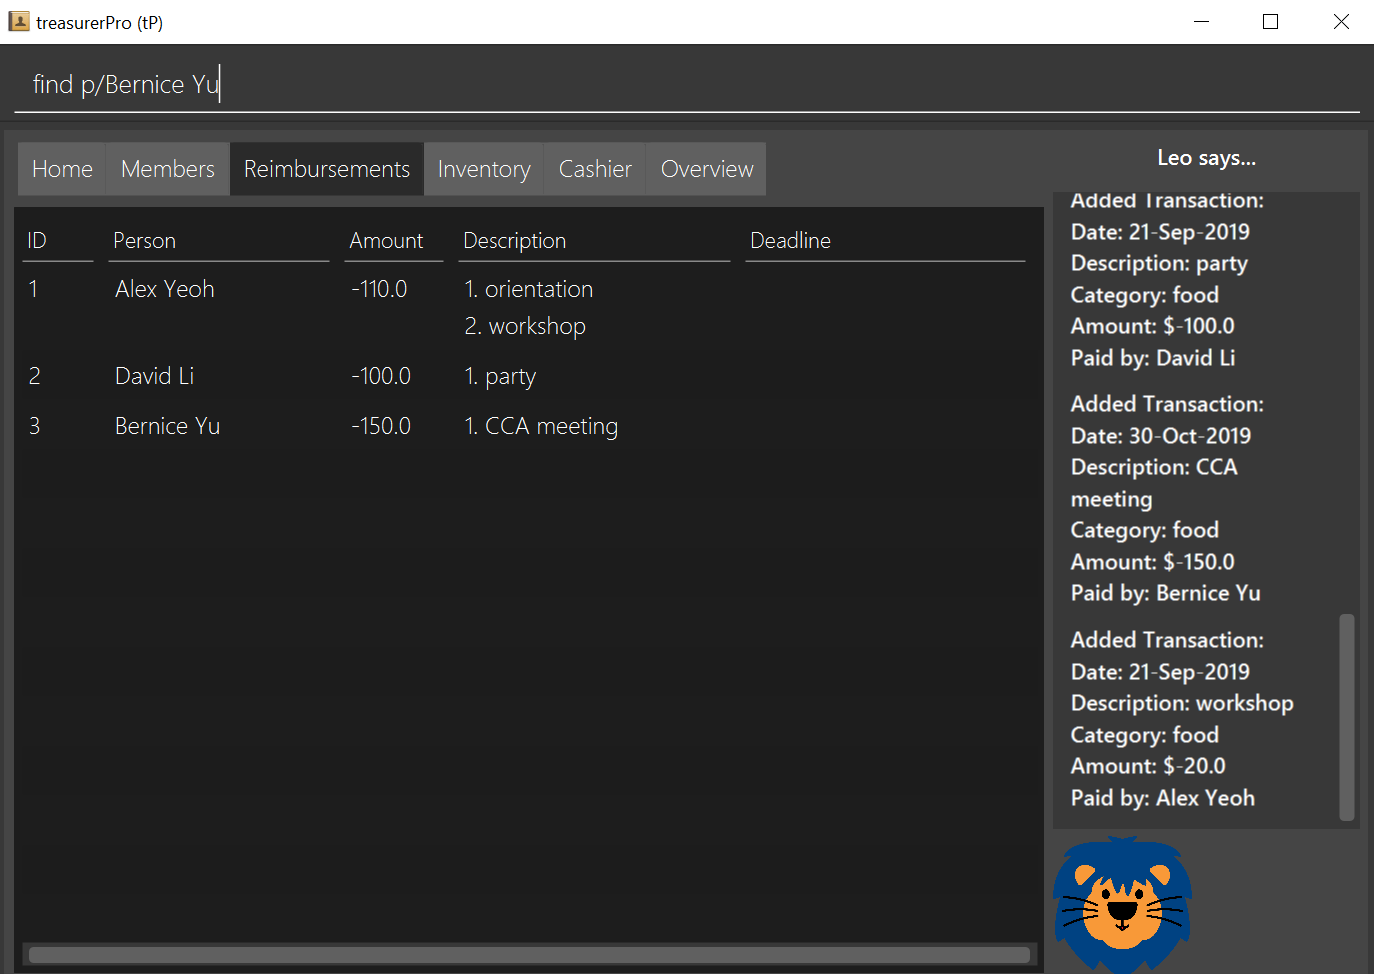 treasurerPro (tP)
find p/Bernice Yu
Home Members Reimbursements Inventory Cashier Overview
ID Person Amount Description Deadline
1 Alex Yeoh -110.0 1. orientation
2. workshop
2 David Li -100.0 1. party
3 Bernice Yu -150.0 1. CCA meeting
Leo says...
Added Transaction:
Date: 21-Sep-2019
Description: party
Category: food
Amount: $-100.0
Paid by: David Li
Added Transaction:
Date: 30-Oct-2019
Description: CCA
meeting
Category: food
Amount: $-150.0
Paid by: Bernice Yu
Added Transaction:
Date: 21-Sep-2019
Description: workshop
Category: food
Amount: $-20.0
Paid by: Alex Yeoh